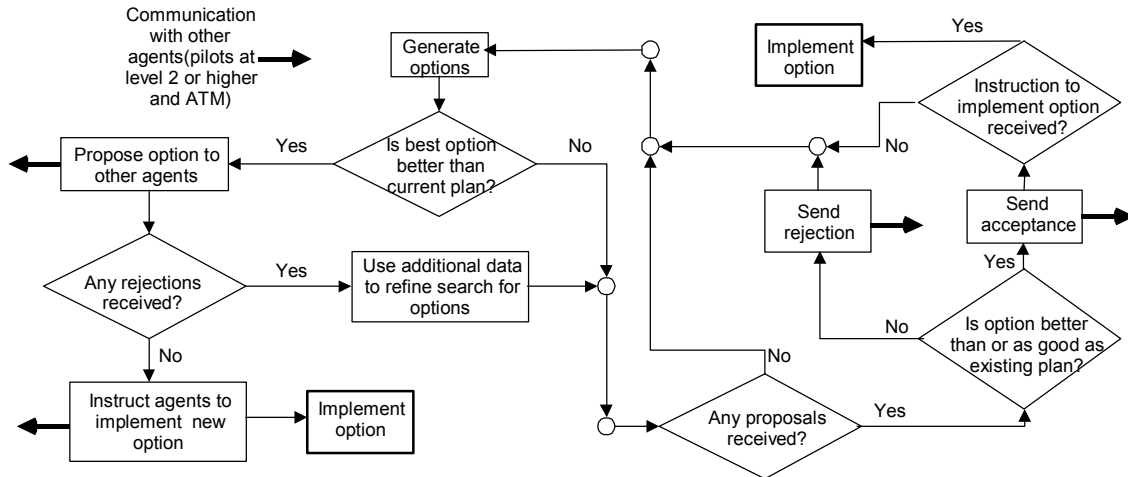 Communication
with other
agents(pilots at
level 2 or higher
and ATM)
Generate
options
Implement
option
Yes
Instruction to
implement option
received?
No
Propose option to
other agents
Yes
Is best option
better than
current plan?
No
Send
rejection
Send
acceptance
Yes
Any rejections
received?
Yes
Use additional data
to refine search for
options
No
Is option better
than or as good as
existing plan?
No
Instruct agents to
implement new
option
Implement
option
No
Any proposals
received?
Yes